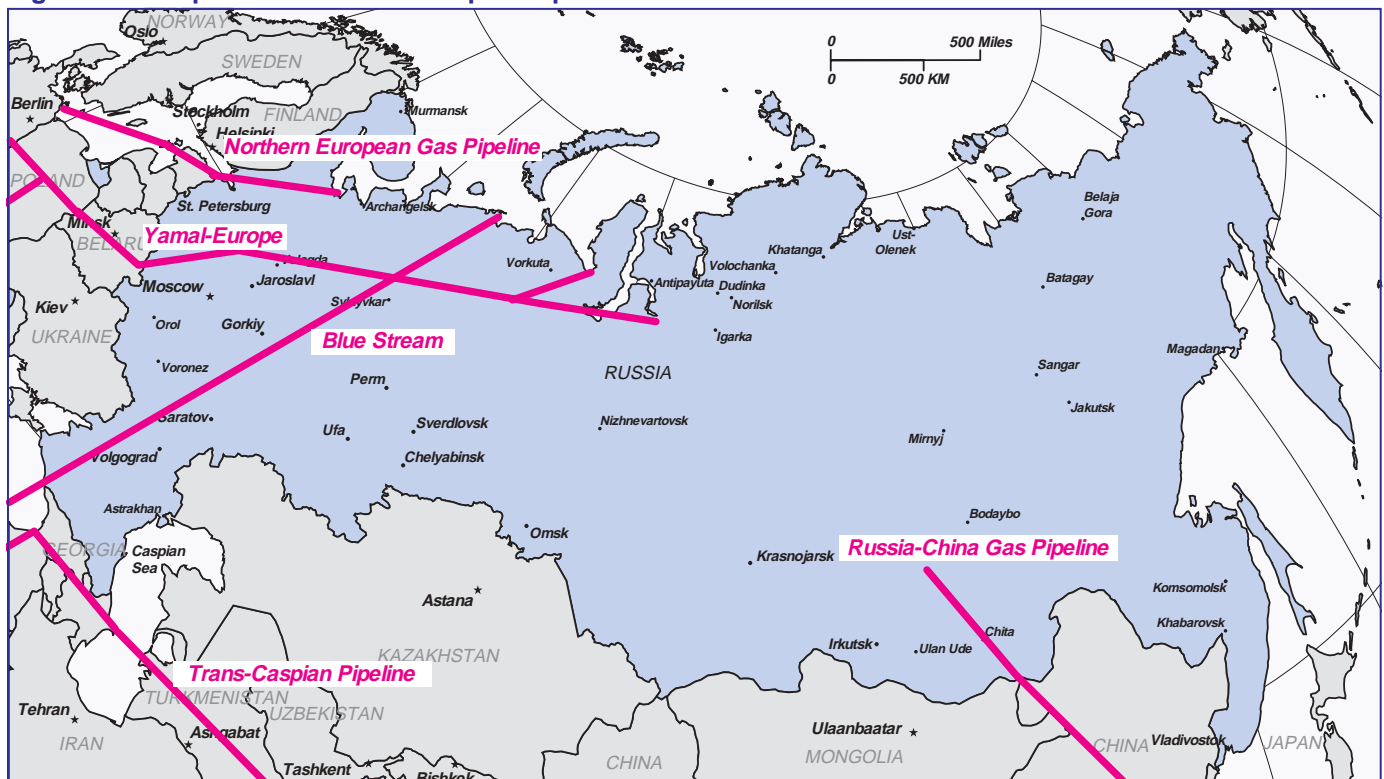 NORWAY
Oslo
0 500 Miles
0 500 KM
SWEDEN
Berlin
Stockholm
FINLAND
Helsinki
Murmansk
Northern European Gas Pipeline
POLAND
St. Petersburg
Archangelsk
Belaja
Gora
Minsk
BELARU
Yamal-Europe
Ust-
Olenek
Khatanga
Vorkuta
Volochanka
Jaroslavl
Antipayuta
Dudinka
Batagay
Moscow
Norilsk
Kiev
Orol
Gorkiy
UKRAINE
Blue Stream
Igarka
Magadan
Voronez
Perm
RUSSIA
Sangar
Jakutsk
Saratov
Ufa
Sverdlovsk
Nizhnevartovsk
Mirnyj
Volgograd
Chelyabinsk
Astrakhan
Bodaybo
Omsk
GEORGIA
Caspian
Sea
Krasnojarsk
Russia-China Gas Pipeline
Astana
Komsomolsk
Khabarovsk
Irkutsk
Ulan Ude
Chita
KAZAKHSTAN
Trans-Caspian Pipeline
TURKMENISTAN
UZBEKISTAN
Tehran
Ashgabat
IRAN
Ulaanbaatar
MONGOLIA
CHINA
CHINA
Vladivostok
JAPAN
Tashkent
Bishkek